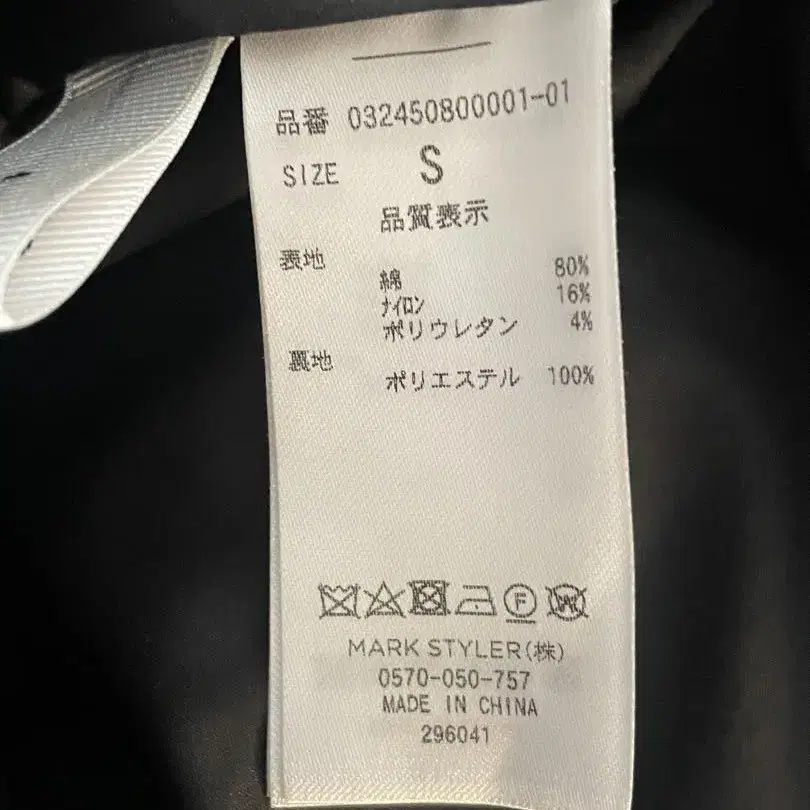 品番 032450800001-01
SIZE S
品質表示
表地
綿 80%
ナイロン 16%
ポリウレタン 4%
裏地
ポリエステル 100%
F
W
MARK STYLER(株)
0570-050-757
MADE IN CHINA
296041